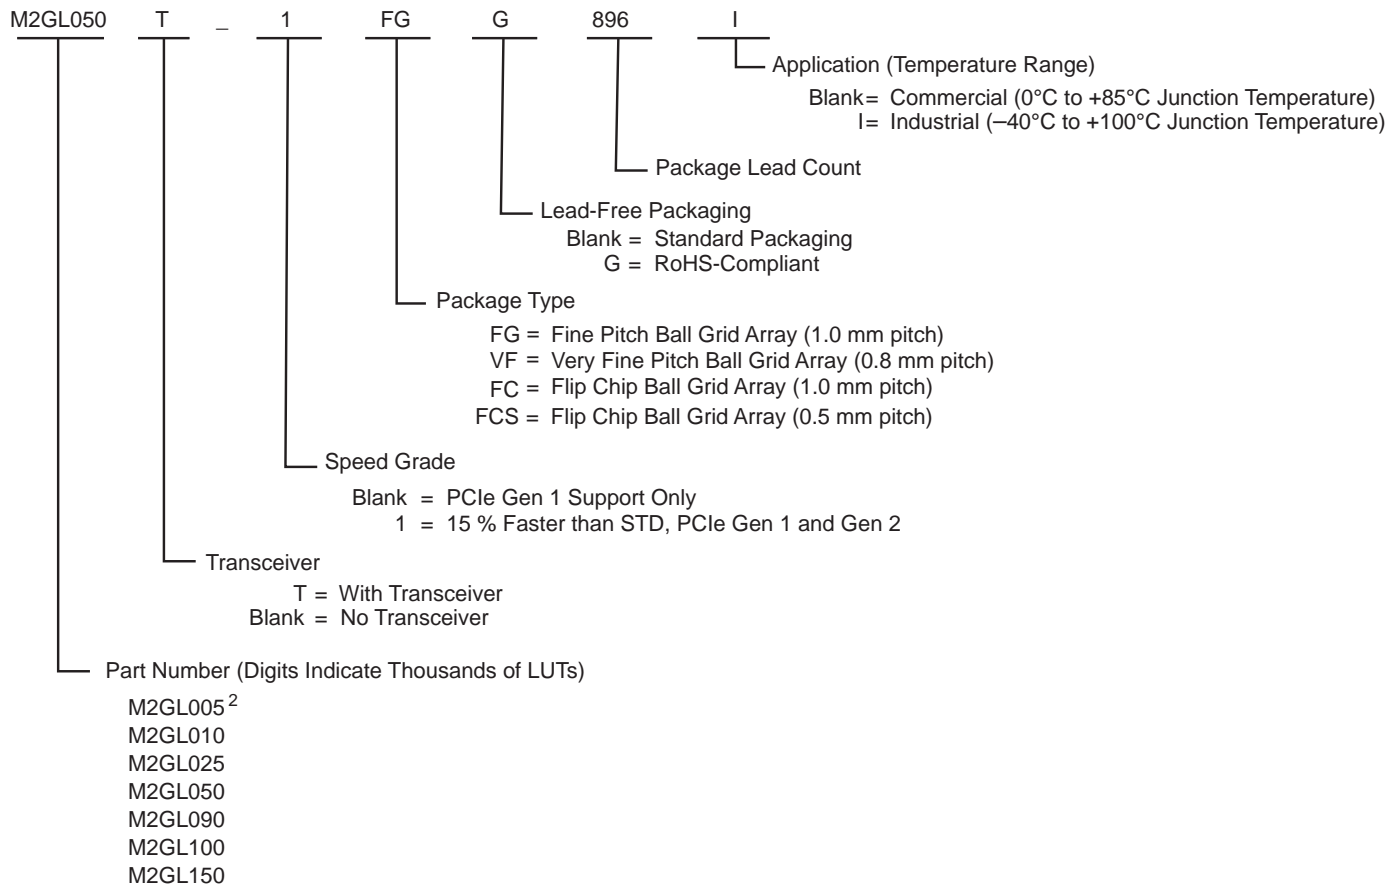 M2GL050 T _ 1 FG G 896 I
Application (Temperature Range)
Blank= Commercial (0°C to +85°C Junction Temperature)
I= Industrial (–40°C to +100°C Junction Temperature)
Package Lead Count
Lead-Free Packaging
Blank = Standard Packaging
G = RoHS-Compliant
Package Type
FG = Fine Pitch Ball Grid Array (1.0 mm pitch)
VF = Very Fine Pitch Ball Grid Array (0.8 mm pitch)
FC = Flip Chip Ball Grid Array (1.0 mm pitch)
FCS = Flip Chip Ball Grid Array (0.5 mm pitch)
Speed Grade
Blank = PCIe Gen 1 Support Only
1 = 15 % Faster than STD, PCIe Gen 1 and Gen 2
Transceiver
T = With Transceiver
Blank = No Transceiver
Part Number (Digits Indicate Thousands of LUTs)
M2GL005 2
M2GL010
M2GL025
M2GL050
M2GL090
M2GL100
M2GL150